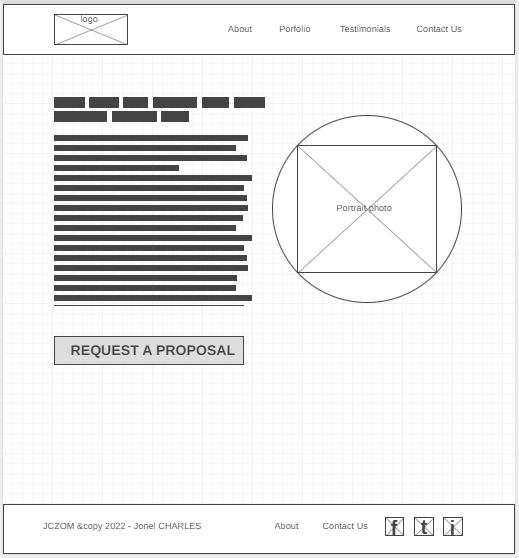 logo
About Porfolio Testimonials Contact Us
Portrait photo
REQUEST A PROPOSAL
JCZOM &copy 2022 - Jonel CHARLES About Contact Us f t i